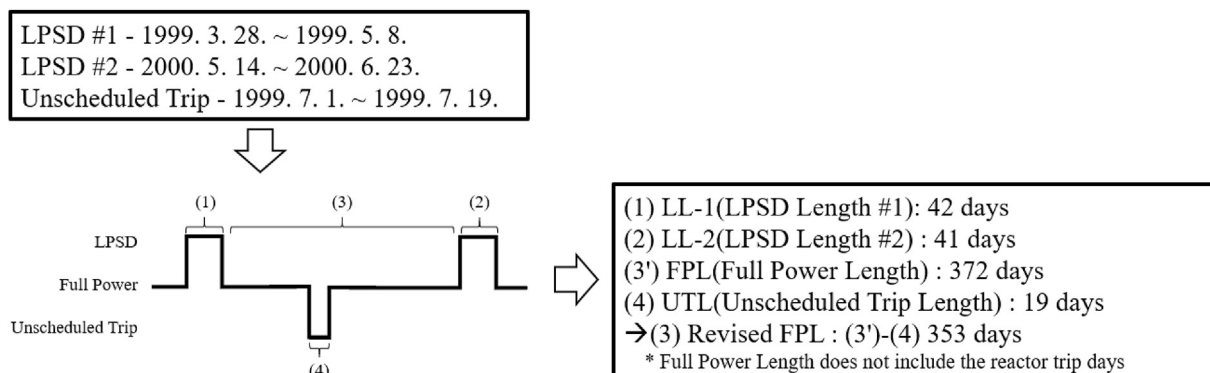 LPSD #1 - 1999. 3. 28. ~ 1999. 5. 8.
LPSD #2 - 2000. 5. 14. ~ 2000. 6. 23.
Unscheduled Trip - 1999. 7. 1. ~ 1999. 7. 19.
(1) (3) (2)
LPSD
Full Power
Unscheduled Trip
(4)
(1) LL-1(LPSD Length #1): 42 days
(2) LL-2(LPSD Length #2) : 41 days
(3') FPL(Full Power Length) : 372 days
(4) UTL(Unscheduled Trip Length) : 19 days
➔(3) Revised FPL : (3')-(4) 353 days
* Full Power Length does not include the reactor trip days